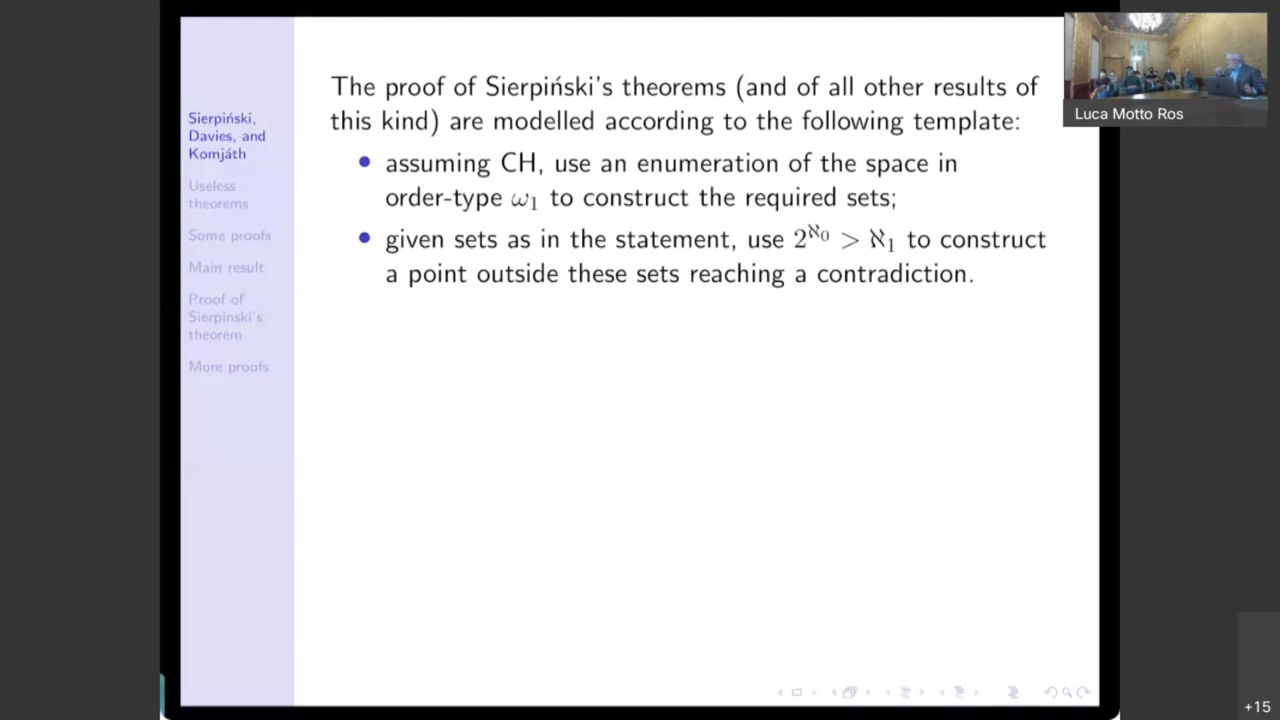 Sierpiński,
Davies, and
Komjáth
Useless
theorems
Some proofs
Main result
Proof of
Sierpinski's
theorem
More proofs
The proof of Sierpiński's theorems (and of all other results of
this kind) are modelled according to the following template:
• assuming CH, use an enumeration of the space in
order-type ω₁ to construct the required sets;
• given sets as in the statement, use 2^ℵ₀ > ℵ₁ to construct
a point outside these sets reaching a contradiction.
Luca Motto Ros
+15